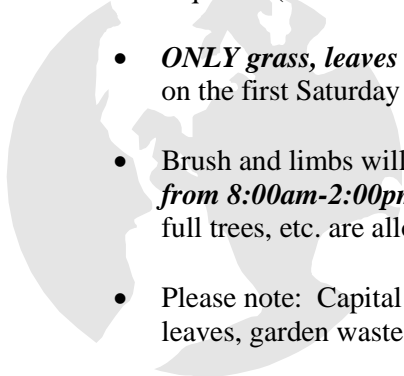 • ONLY grass, leaves
on the first Saturday
• Brush and limbs will
from 8:00am-2:00pm
full trees, etc. are
• Please note: Capital
leaves, garden waste